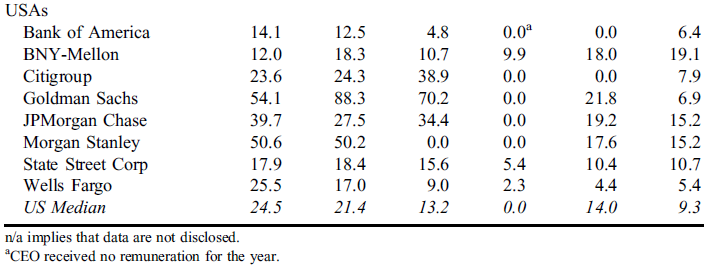 USAs
Bank of America 14.1 12.5 4.8 0.0a 0.0 6.4
BNY-Mellon 12.0 18.3 10.7 9.9 18.0 19.1
Citigroup 23.6 24.3 38.9 0.0 0.0 7.9
Goldman Sachs 54.1 88.3 70.2 0.0 21.8 6.9
JPMorgan Chase 39.7 27.5 34.4 0.0 19.2 15.2
Morgan Stanley 50.6 50.2 0.0 0.0 17.6 15.2
State Street Corp 17.9 18.4 15.6 5.4 10.4 10.7
Wells Fargo 25.5 17.0 9.0 2.3 4.4 5.4
US Median 24.5 21.4 13.2 0.0 14.0 9.3
n/a implies that data are not disclosed.
aCEO received no remuneration for the year.